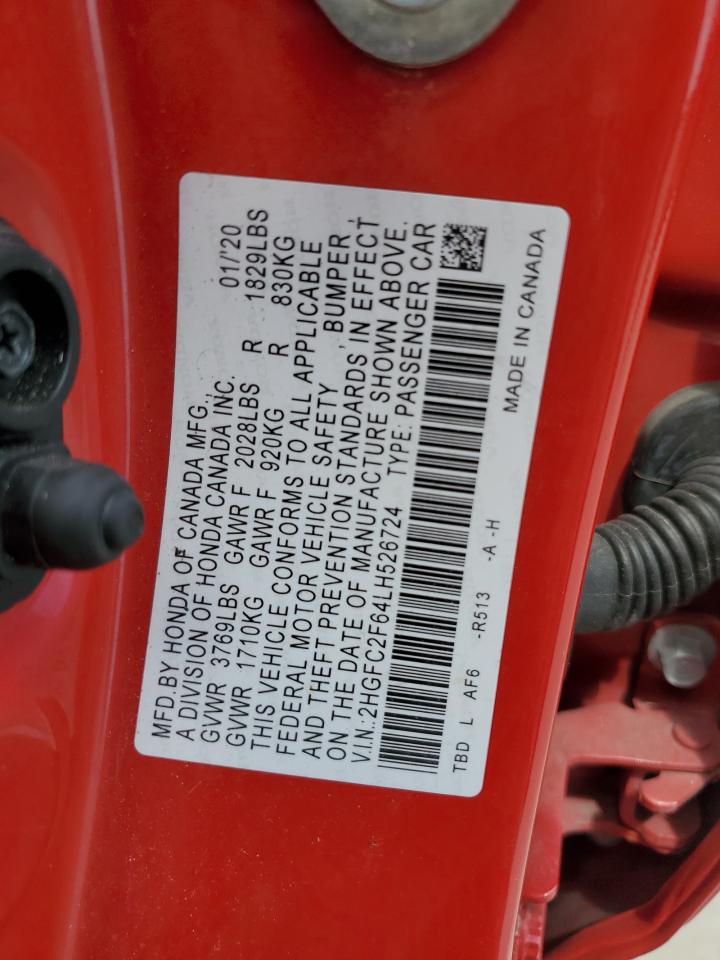 MFD.BY HONDA OF CANADA MFG.,
A DIVISION OF HONDA CANADA INC. 01/'20
GVWR 3769LBS GAWR F 2028LBS R 1829LBS
GVWR 1710KG GAWR F 920KG R 830KG
THIS VEHICLE CONFORMS TO ALL APPLICABLE
FEDERAL MOTOR VEHICLE SAFETY , BUMPER ,
AND THEFT PREVENTION STANDARDS IN EFFECT
ON THE DATE OF MANUFACTURE SHOWN ABOVE.
V.I.N.:2HGFC2F64LH526724 TYPE: PASSENGER CAR
TBD L AF6 -R513 -A -H MADE IN CANADA